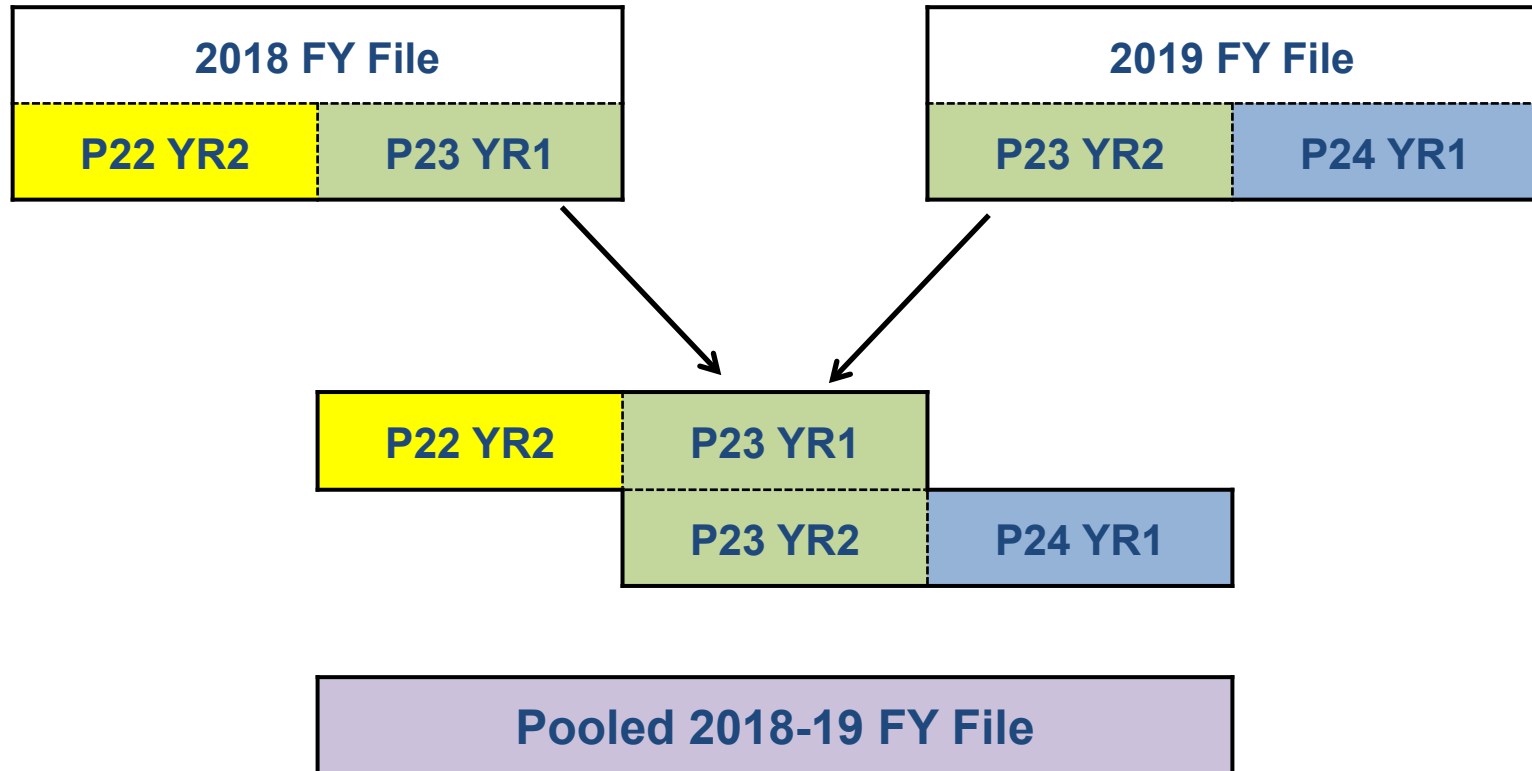 2018 FY File
2019 FY File
P22 YR2
P23 YR1
P23 YR2
P24 YR1
P22 YR2
P23 YR1
P23 YR2
P24 YR1
Pooled 2018-19 FY File